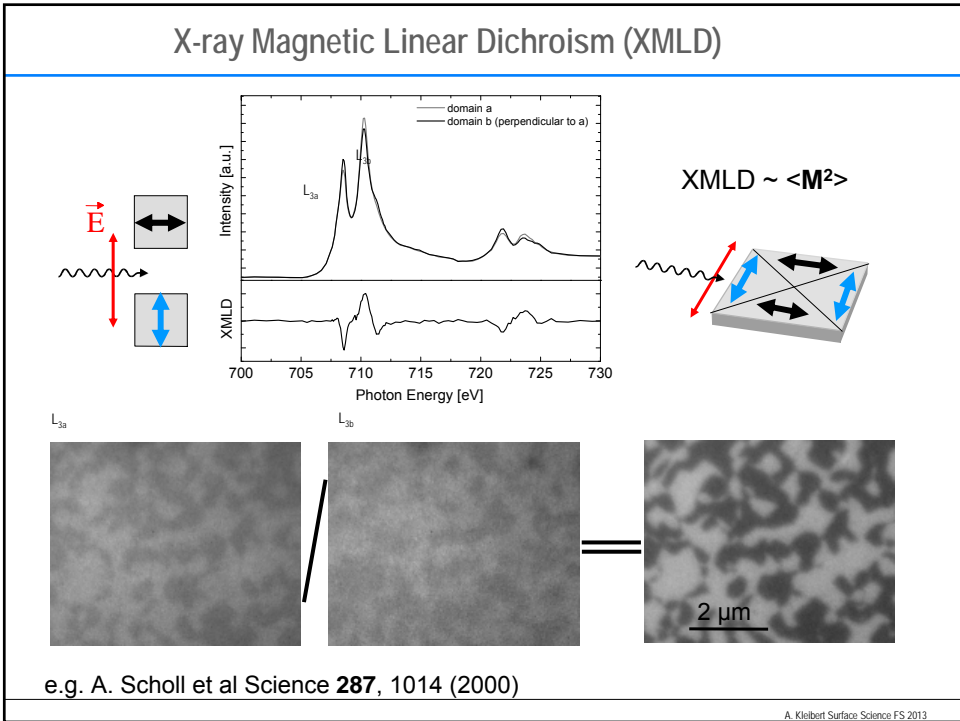 X-ray Magnetic Linear Dichroism (XMLD)
domain a
domain b (perpendicular to a)
Intensity [a.u.]
L3a
L3b
E
XMLD ~ <M²>
XMLD
700 705 710 715 720 725 730
Photon Energy [eV]
L3a
L3b
2 µm
e.g. A. Scholl et al Science 287, 1014 (2000)
A. Kleibert Surface Science FS 2013